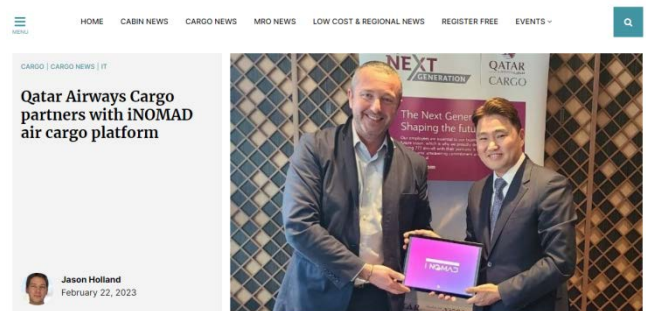 MENU
HOME
CABIN NEWS
CARGO NEWS
MRO NEWS
LOW COST & REGIONAL NEWS
REGISTER FREE
EVENTS
CARGO | CARGO NEWS | IT
Qatar Airways Cargo
partners with iNOMAD
air cargo platform
Jason Holland
February 22, 2023
NEXT
GENERATION
QATAR
CARGO
The Next Gener
Shaping the futu
I NOMAD